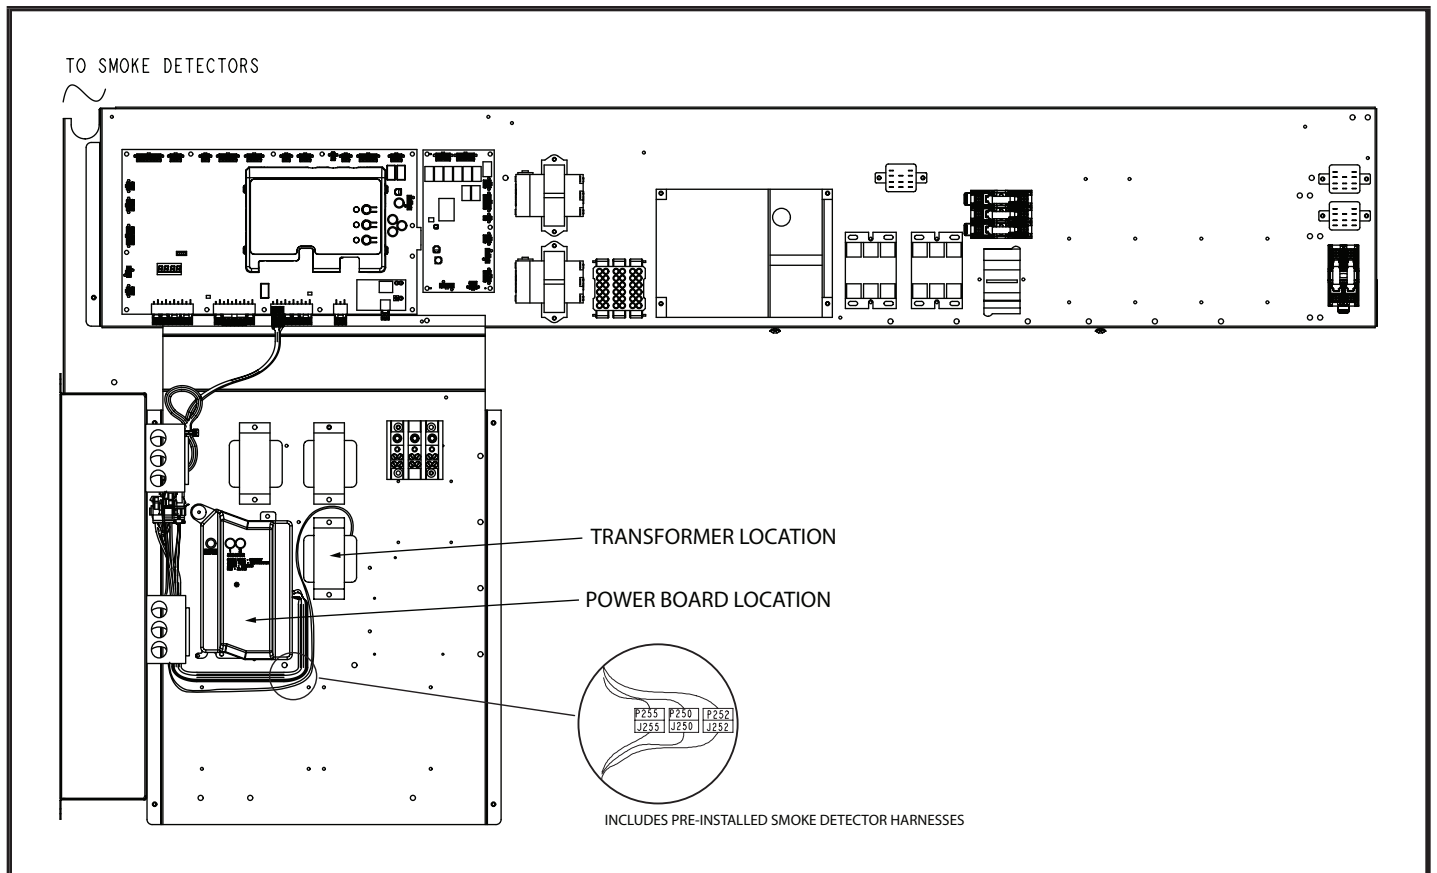 TO SMOKE DETECTORS
TRANSFORMER LOCATION
POWER BOARD LOCATION
P255 P250 P252
J255 J250 J252
INCLUDES PRE-INSTALLED SMOKE DETECTOR HARNESSES